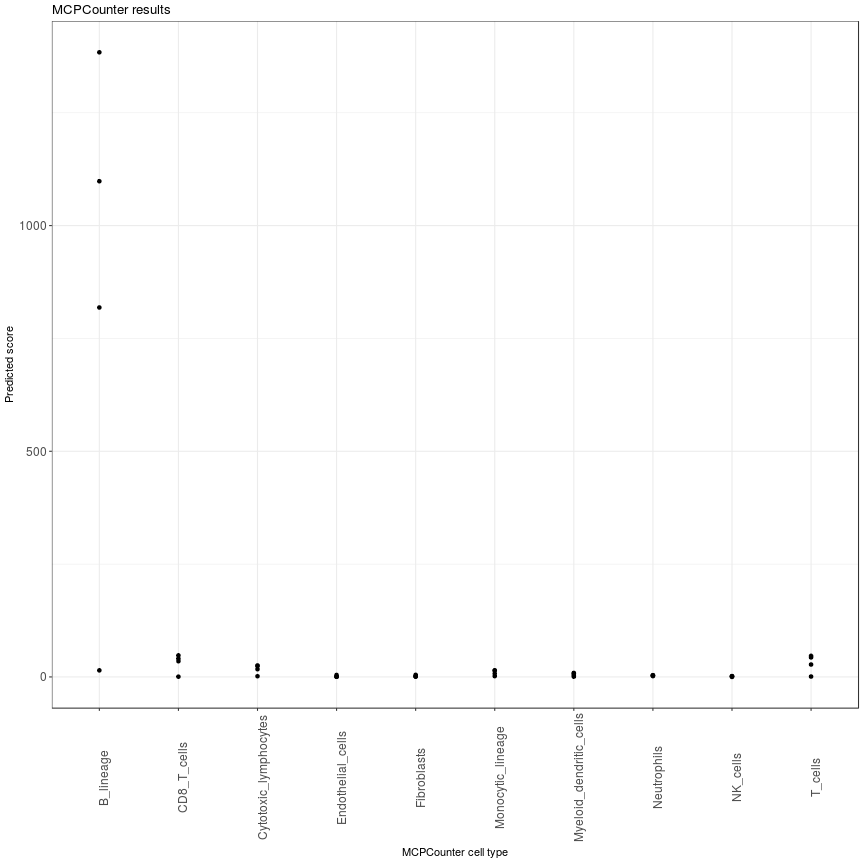 MCPCounter results
Predicted score
1000
500
0
B_lineage
CD8_T_cells
Cytotoxic_lymphocytes
Endothelial_cells
Fibroblasts
Monocytic_lineage
Myeloid_dendritic_cells
Neutrophils
NK_cells
T_cells
MCPCounter cell type